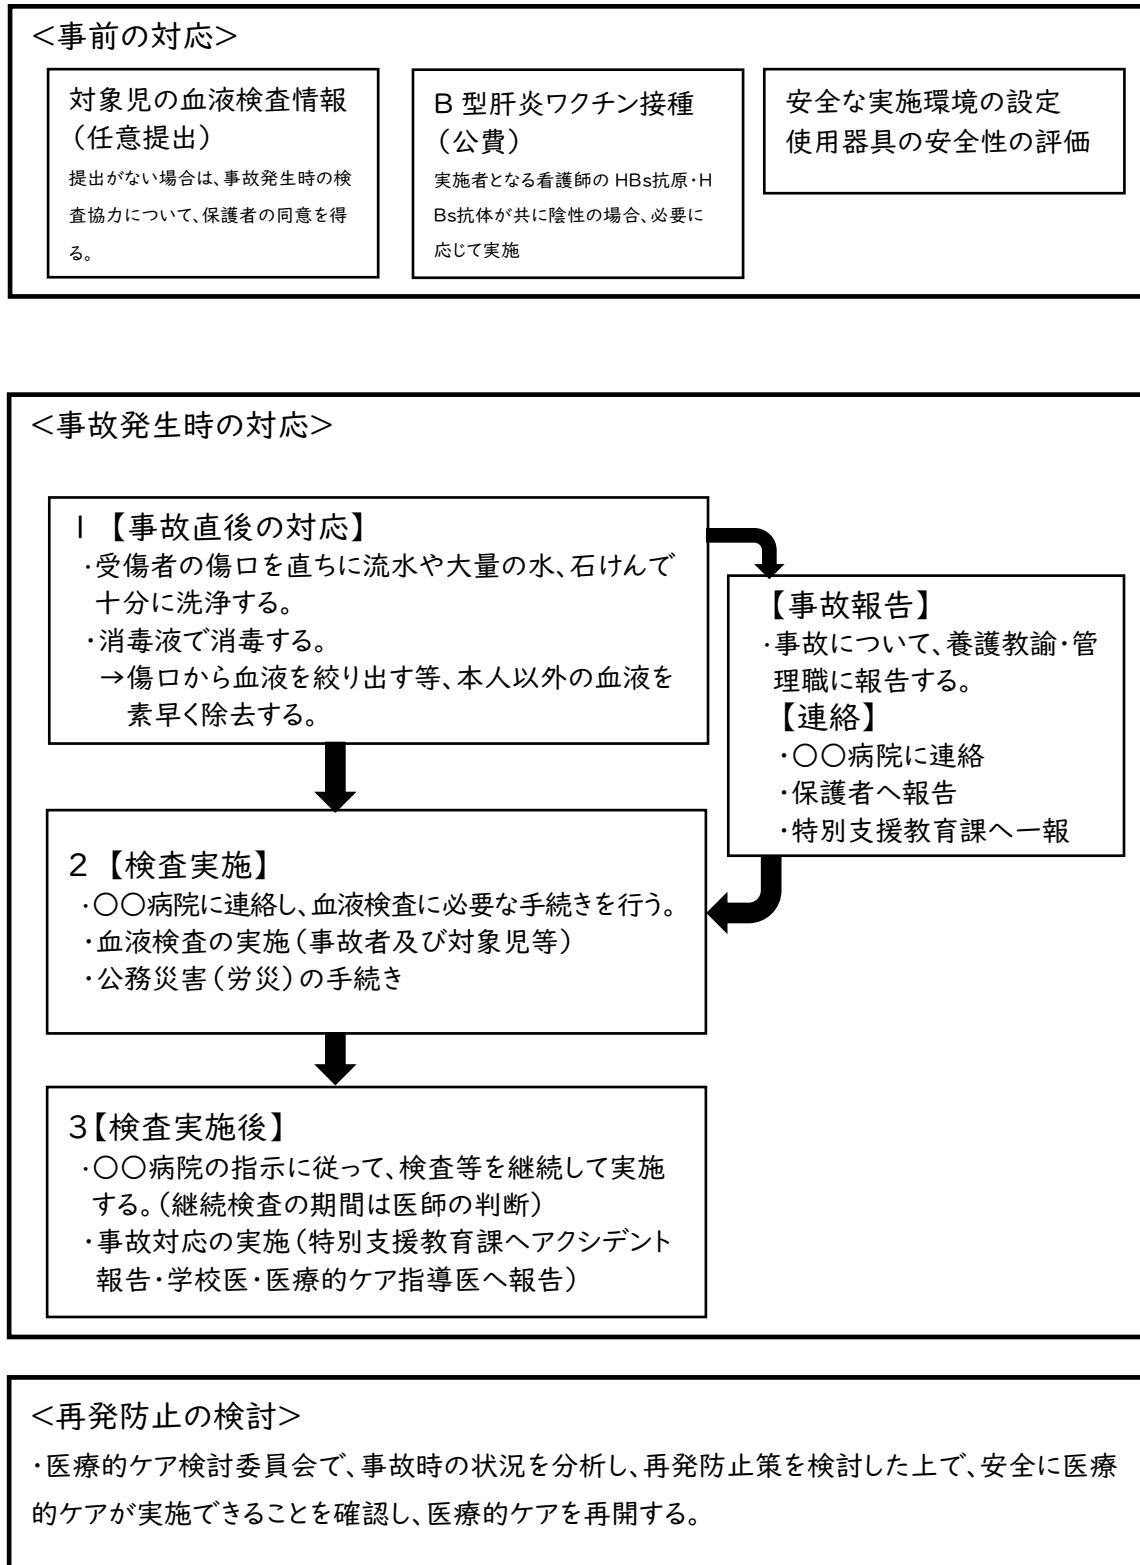 ＜事前の対応＞
対象児の血液検査情報
（任意提出）
提出がない場合は、事故発生時の検
査協力について、保護者の同意を得
る。
B 型肝炎ワクチン接種
（公費）
実施者となる看護師の HBs抗原・H
Bs抗体が共に陰性の場合、必要に
応じて実施
安全な実施環境の設定
使用器具の安全性の評価
＜事故発生時の対応＞
1 【事故直後の対応】
・受傷者の傷口を直ちに流水や大量の水、石けんで
十分に洗浄する。
・消毒液で消毒する。
→傷口から血液を絞り出す等、本人以外の血液を
素早く除去する。
【事故報告】
・事故について、養護教諭・管
理職に報告する。
【連絡】
・〇〇病院に連絡
・保護者へ報告
・特別支援教育課へ一報
2 【検査実施】
・〇〇病院に連絡し、血液検査に必要な手続きを行う。
・血液検査の実施（事故者及び対象児等）
・公務災害（労災）の手続き
3【検査実施後】
・〇〇病院の指示に従って、検査等を継続して実施
する。（継続検査の期間は医師の判断）
・事故対応の実施（特別支援教育課へアクシデント
報告・学校医・医療的ケア指導医へ報告）
＜再発防止の検討＞
・医療的ケア検討委員会で、事故時の状況を分析し、再発防止策を検討した上で、安全に医療
的ケアが実施できることを確認し、医療的ケアを再開する。